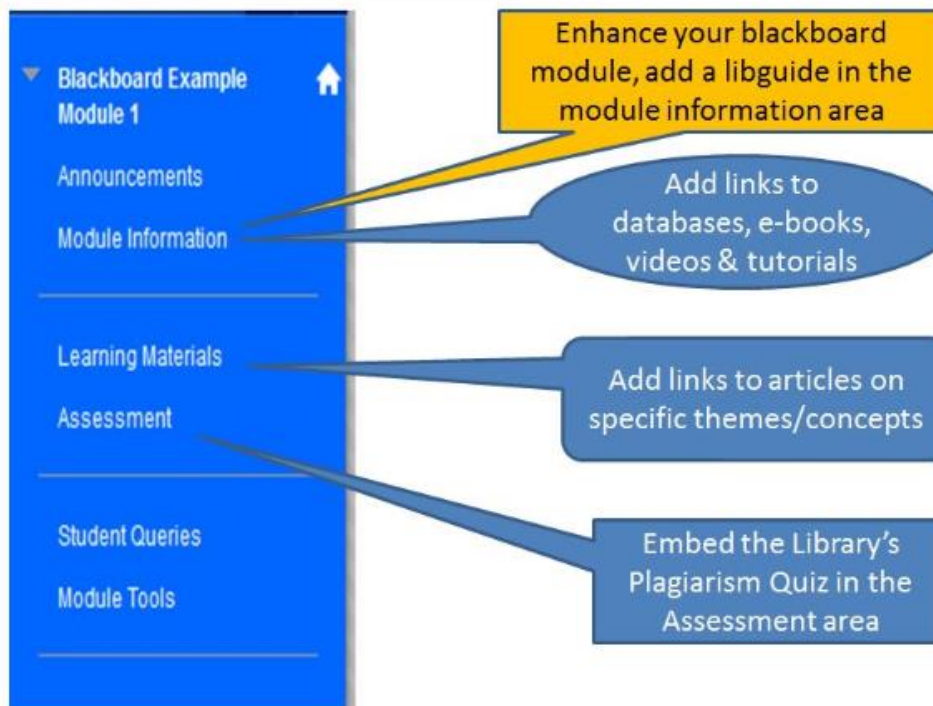 Blackboard Example
Module 1
Announcements
Module Information
Learning Materials
Assessment
Student Queries
Module Tools
Enhance your blackboard
module, add a libguide in the
module information area
Add links to
databases, e-books,
videos & tutorials
Add links to articles on
specific themes/concepts
Embed the Library’s
Plagiarism Quiz in the
Assessment area